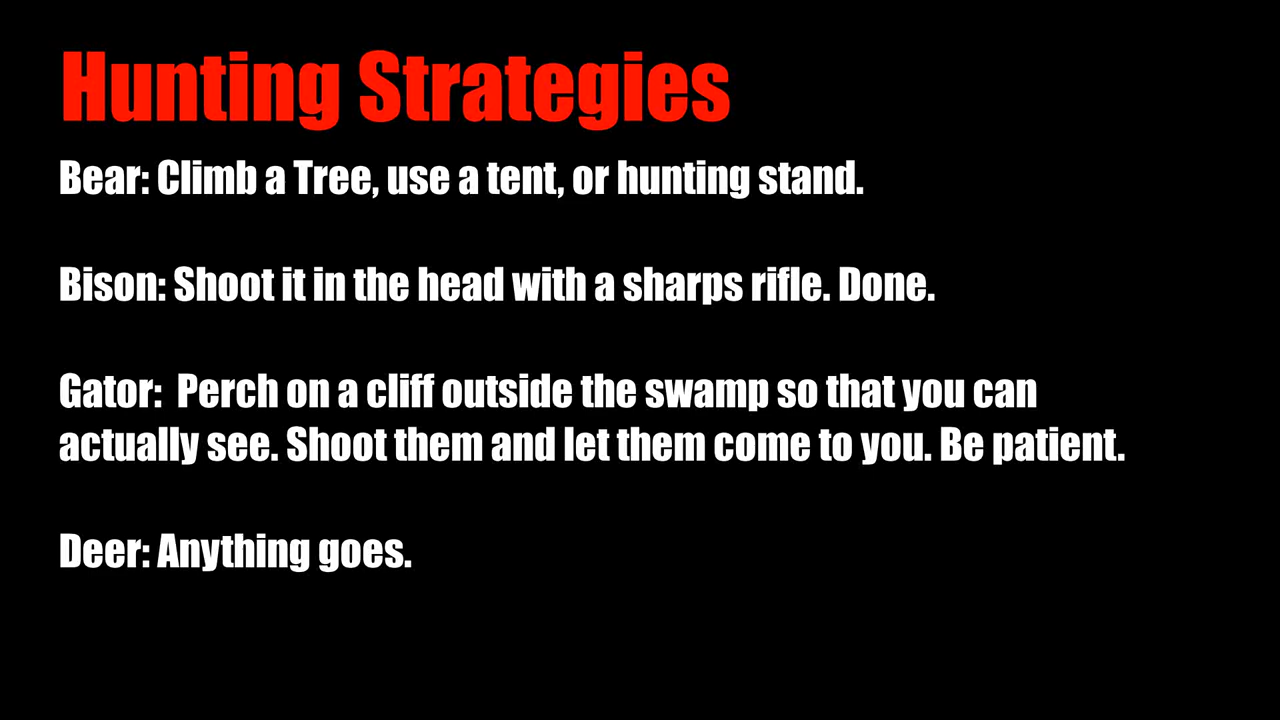 Hunting Strategies
Bear: Climb a Tree, use a tent, or hunting stand.
Bison: Shoot it in the head with a sharps rifle. Done.
Gator:  Perch on a cliff outside the swamp so that you can
actually see. Shoot them and let them come to you. Be patient.
Deer: Anything goes.